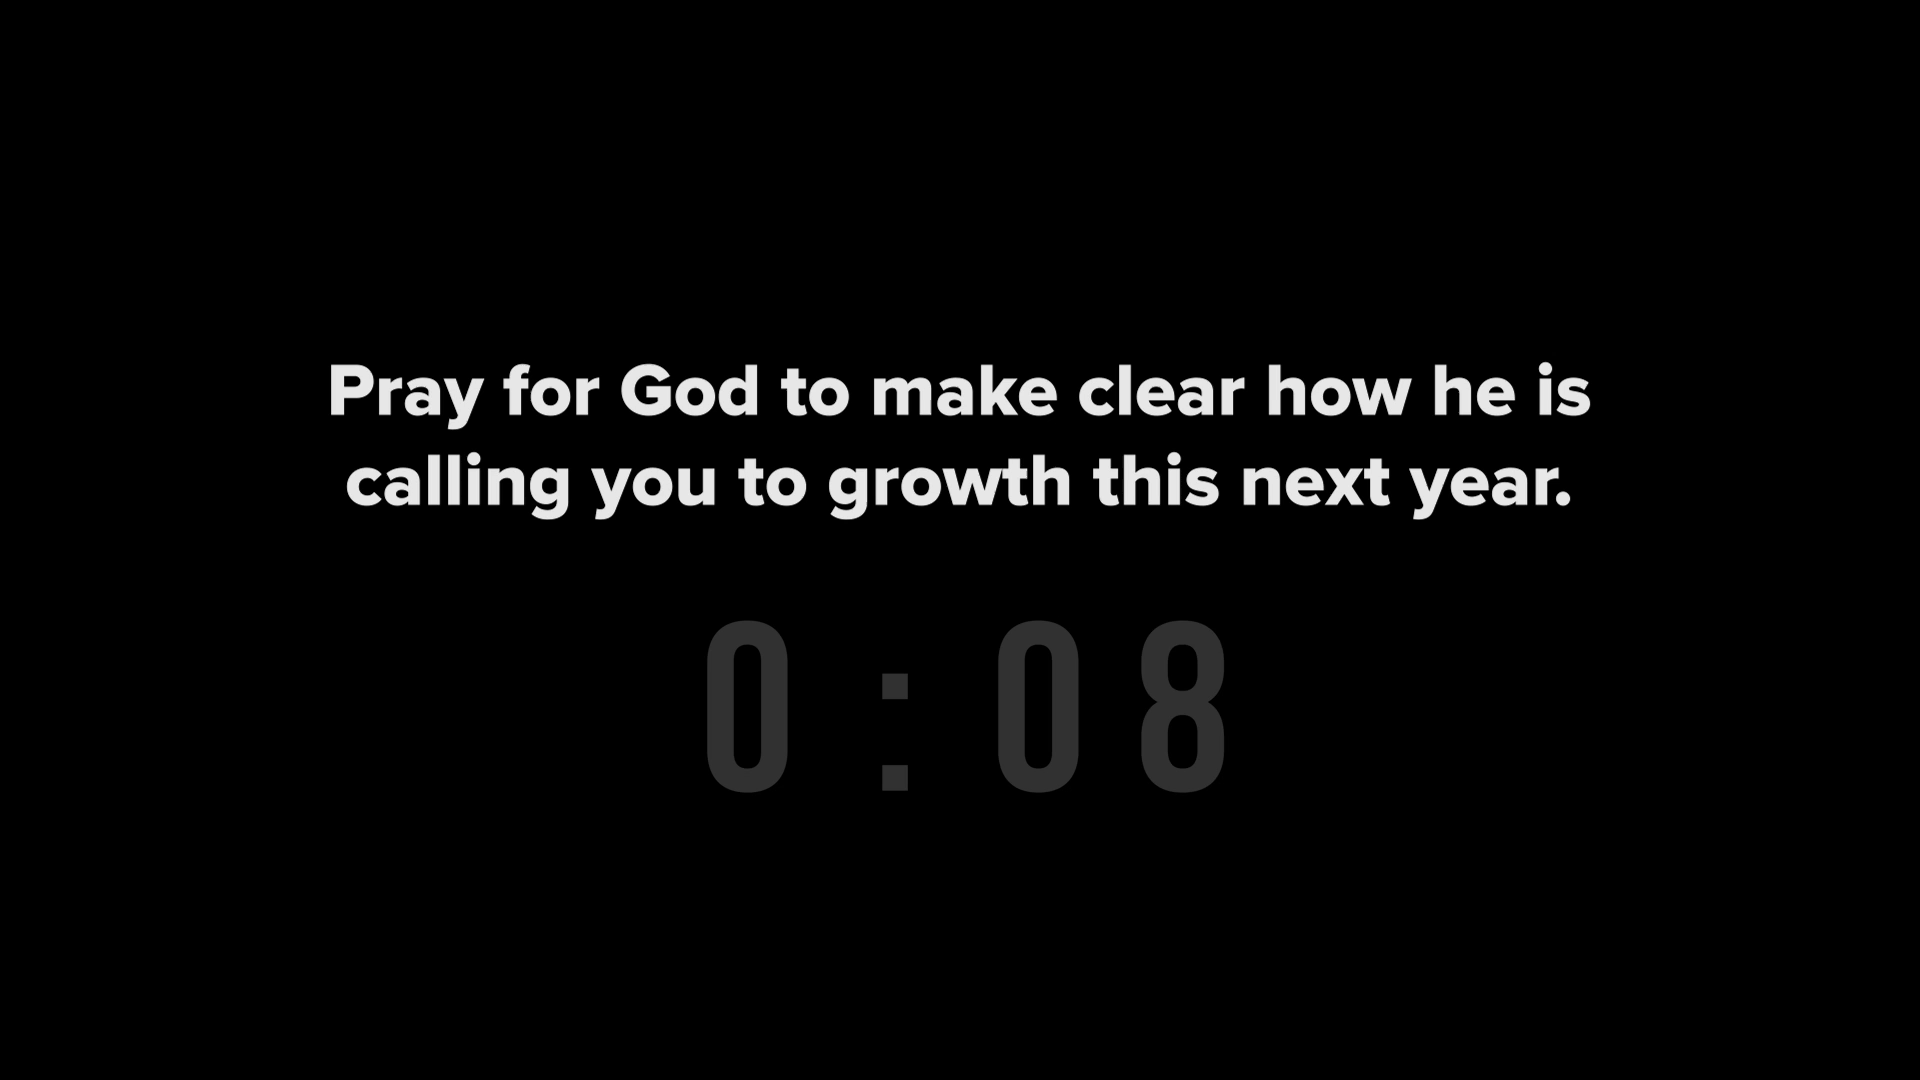 Pray for God to make clear how he is
calling you to growth this next year.
0:08